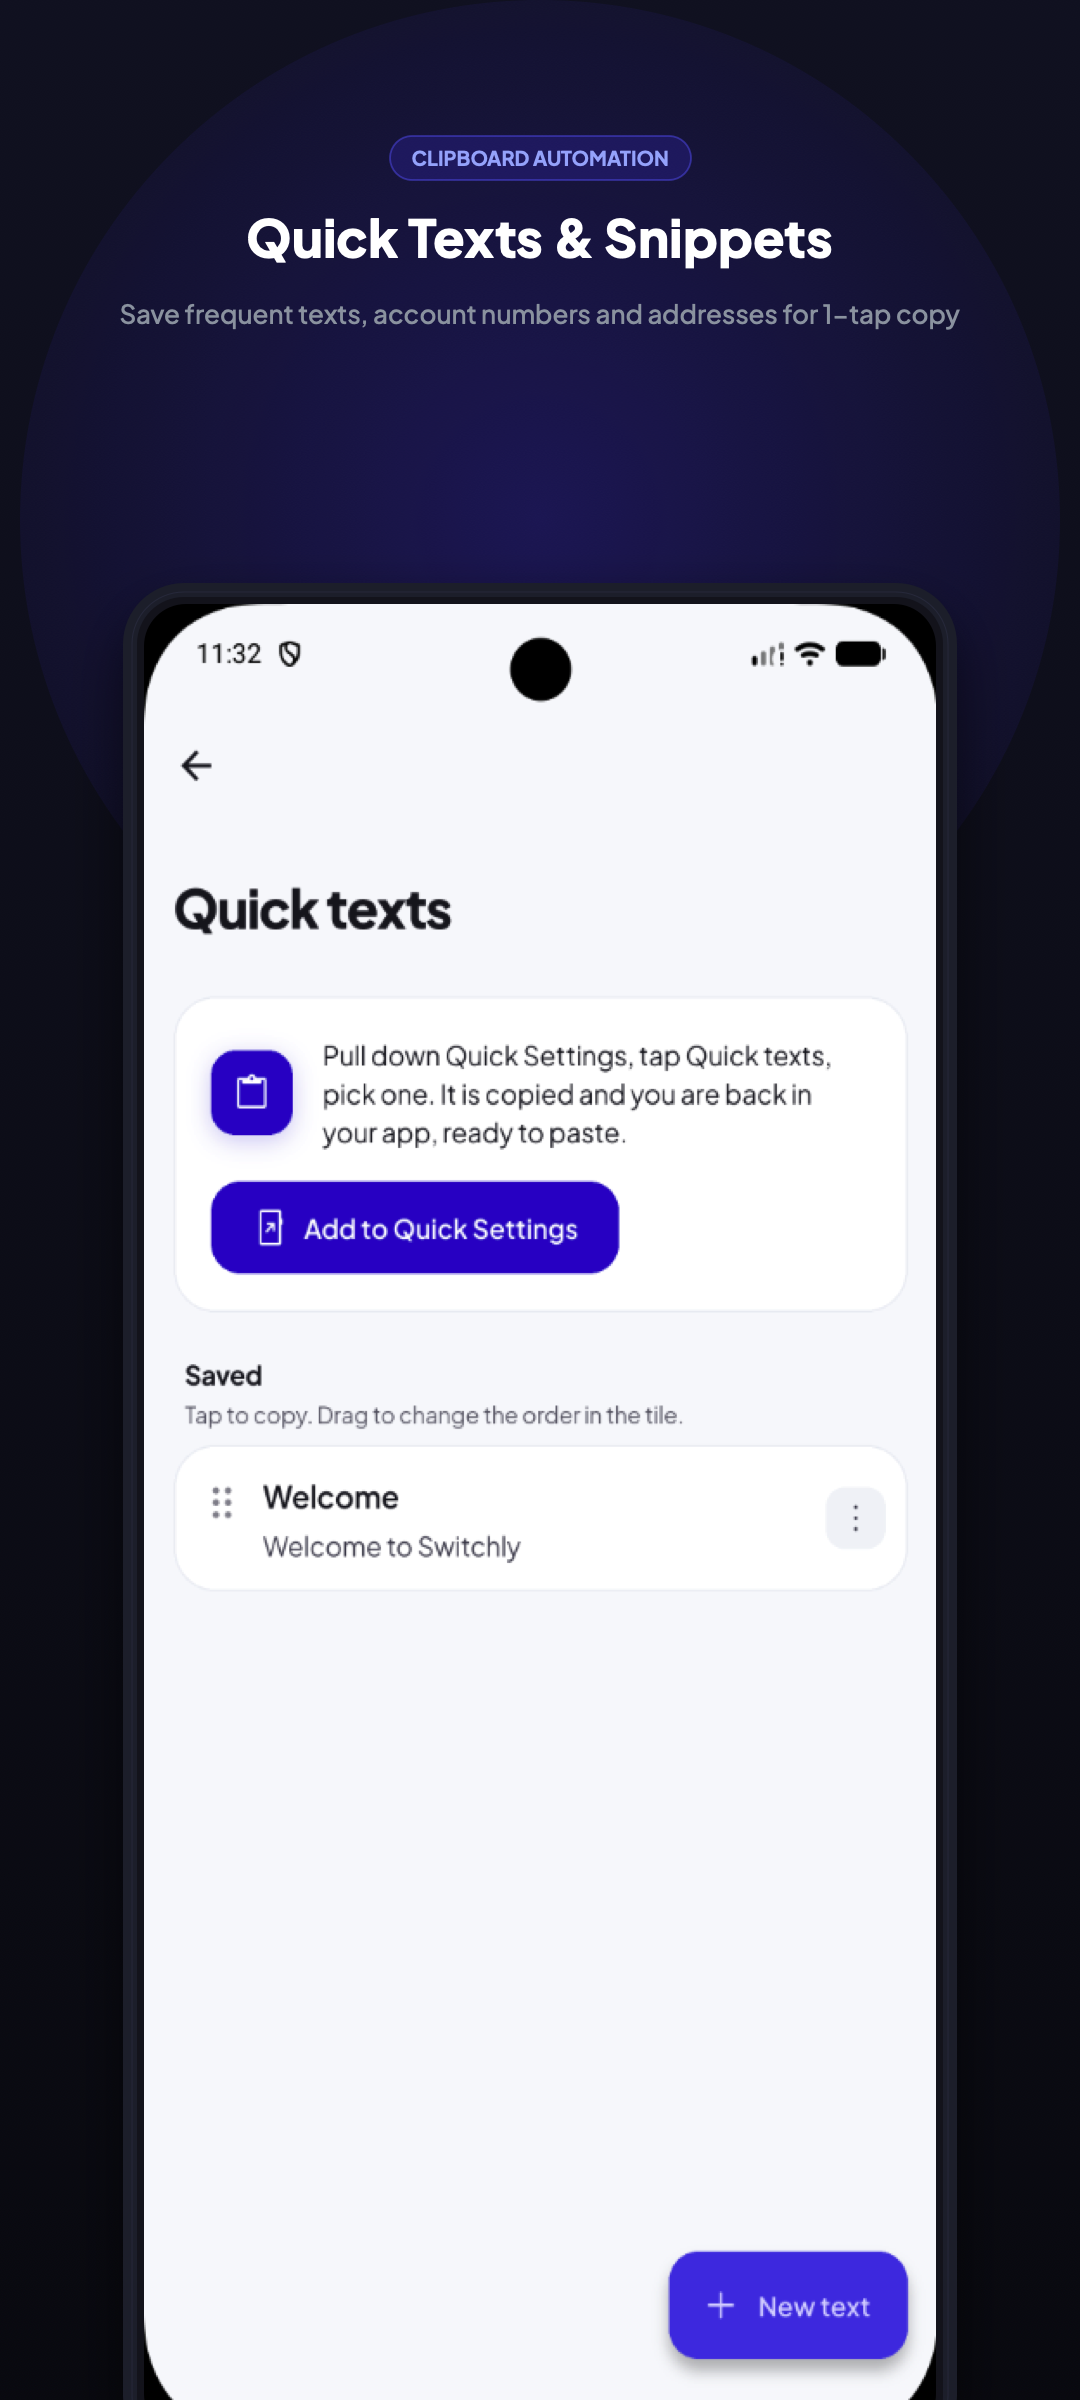 CLIPBOARD AUTOMATION
Quick Texts & Snippets
Save frequent texts, account numbers and addresses for 1-tap copy
11:32
Quick texts
Pull down Quick Settings, tap Quick texts,
pick one. It is copied and you are back in
your app, ready to paste.
Add to Quick Settings
Saved
Tap to copy. Drag to change the order in the tile.
Welcome
Welcome to Switchly
New text